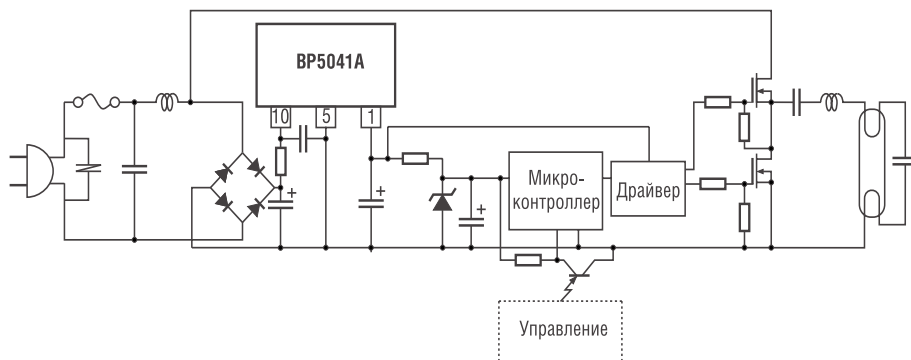 BP5041A
10
5
1
Микро-
контроллер
Драйвер
+
+
+
Управление